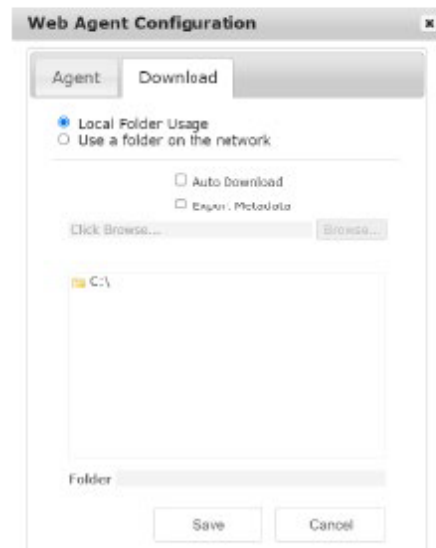 Web Agent Configuration
Agent
Download
Local Folder Usage
Use a folder on the network
Auto Download
Export Metadata
Click Browse...
Browse...
C:\
Folder
Save
Cancel